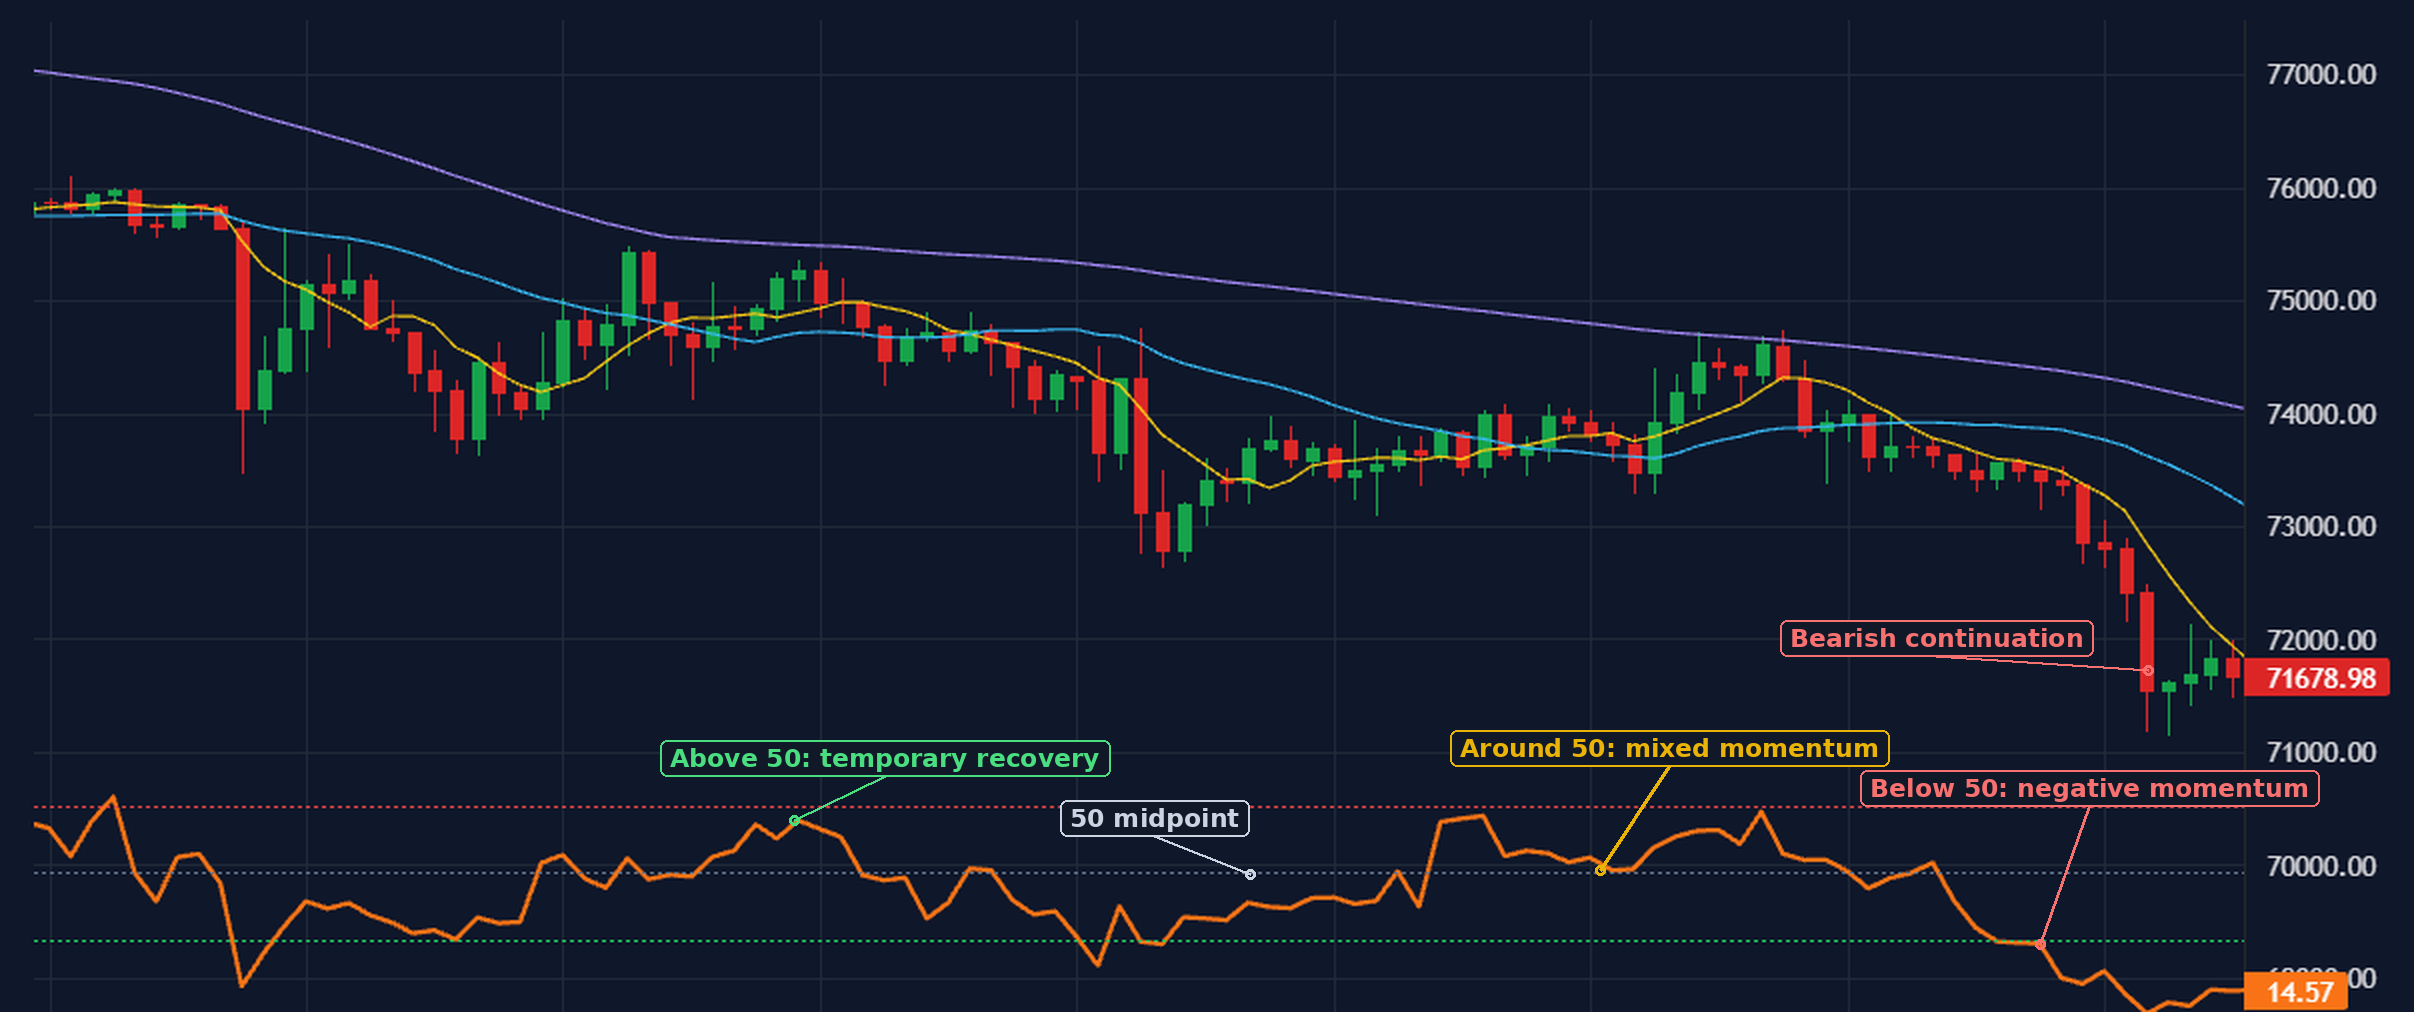 77000.00
76000.00
75000.00
74000.00
73000.00
Bearish continuation
72000.00
71678.98
Above 50: temporary recovery
Around 50: mixed momentum
71000.00
Below 50: negative momentum
50 midpoint
70000.00
14.57